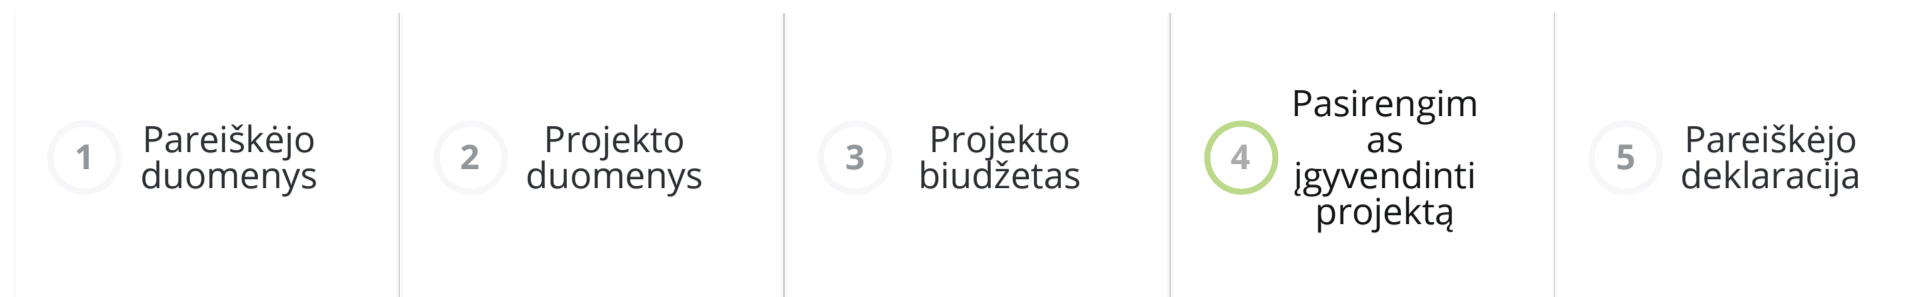 1
Pareiškėjo
duomenys
2
Projekto
duomenys
3
Projekto
biudžetas
4
Pasirengim
as
įgyvendinti
projektą
5
Pareiškėjo
deklaracija